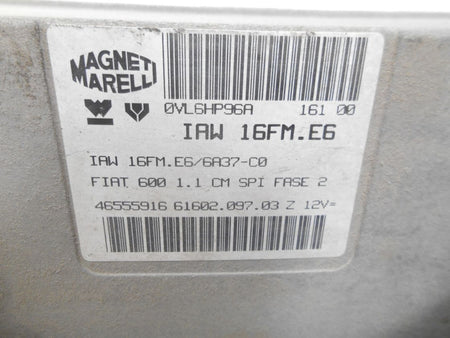 MAGNETI
MARELLI
0VL6HP96A 161 00
IAW 16FM.E6
IAW 16FM.E6/6A37-C0
FIAT 600 1.1 CM SPI FASE 2
46555916 61602.097.03 Z 12V=